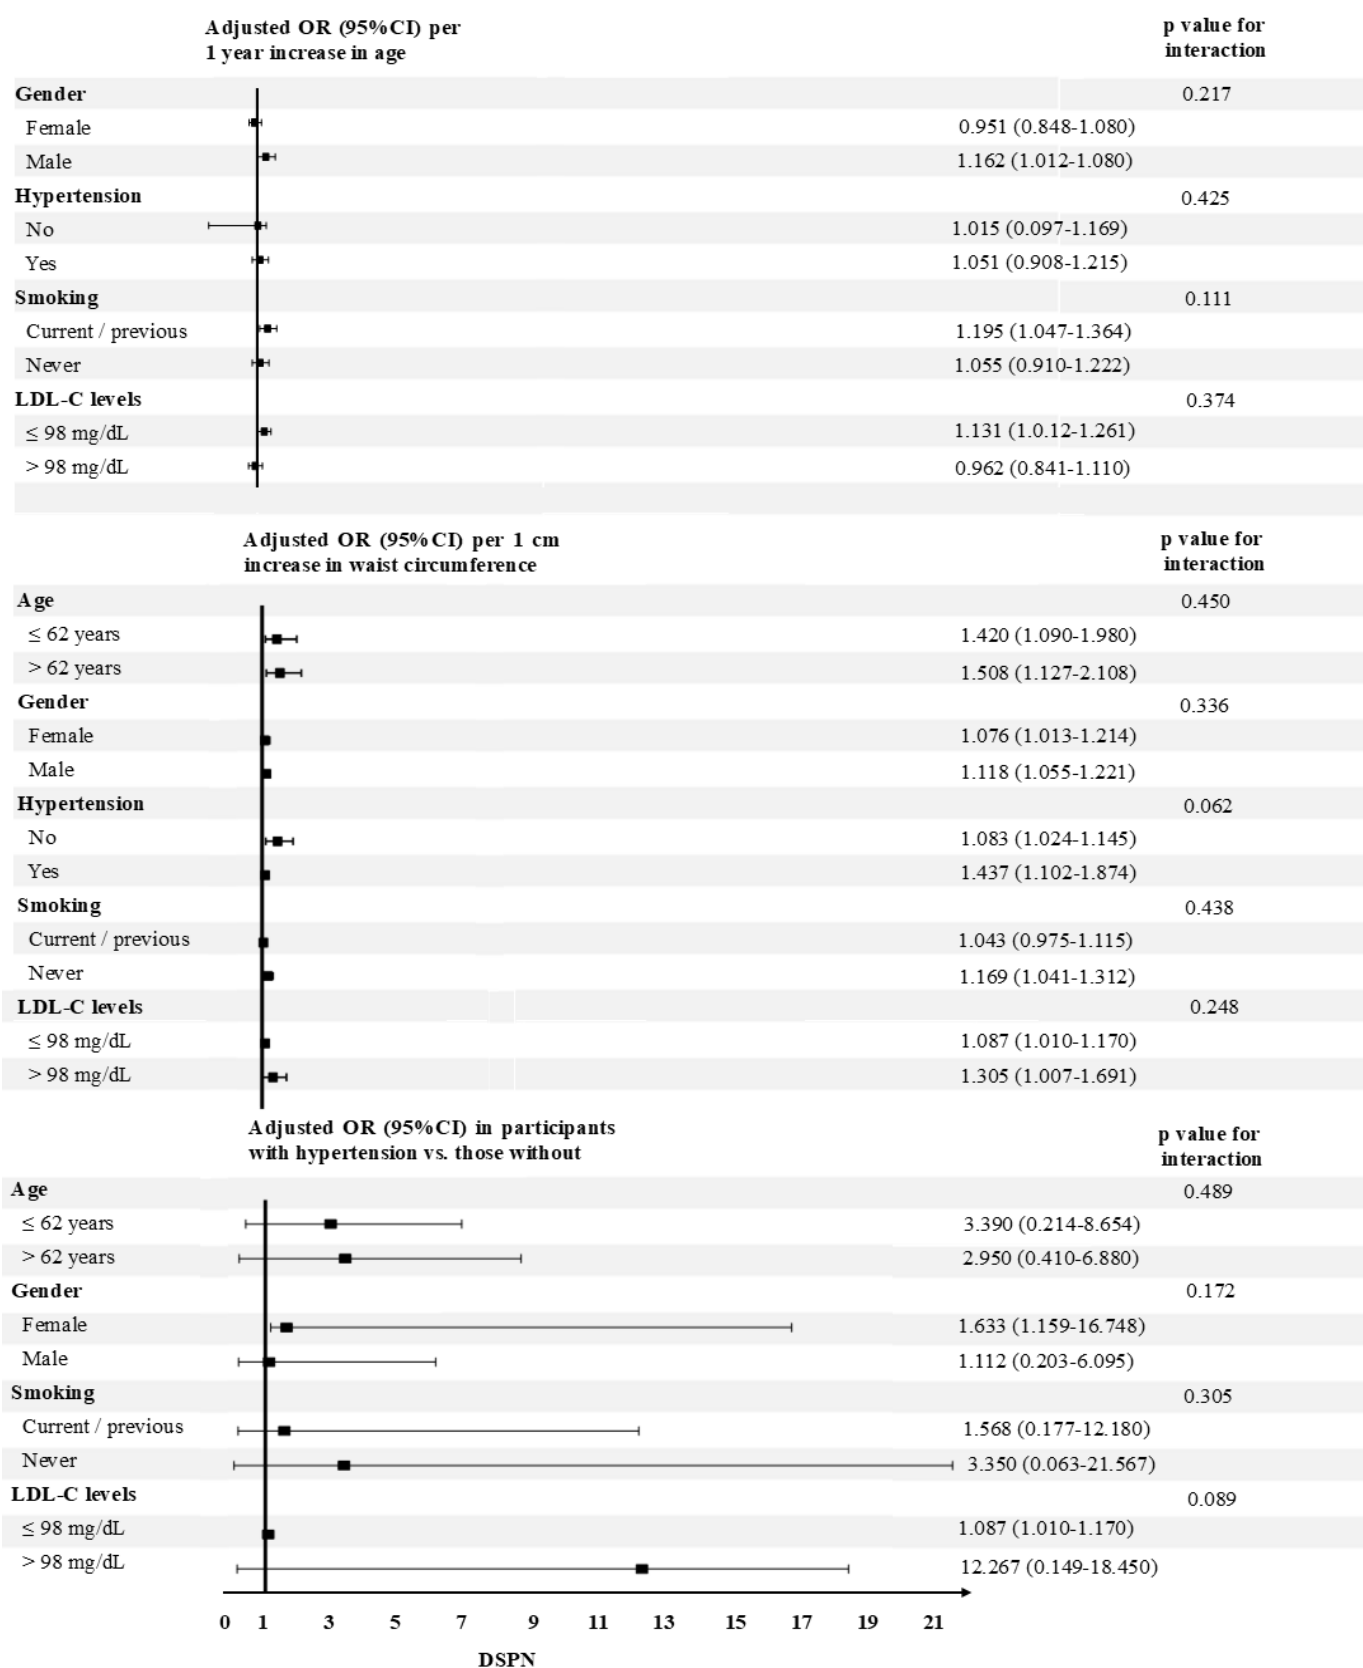 Adjusted OR (95%CI) per
1 year increase in age
p value for
interaction
Gender 0.217
Female 0.951 (0.848-1.080)
Male 1.162 (1.012-1.080)
Hypertension 0.425
No 1.015 (0.097-1.169)
Yes 1.051 (0.908-1.215)
Smoking 0.111
Current / previous 1.195 (1.047-1.364)
Never 1.055 (0.910-1.222)
LDL-C levels 0.374
≤ 98 mg/dL 1.131 (1.0.12-1.261)
> 98 mg/dL 0.962 (0.841-1.110)
Adjusted OR (95%CI) per 1 cm
increase in waist circumference
p value for
interaction
Age 0.450
≤ 62 years 1.420 (1.090-1.980)
> 62 years 1.508 (1.127-2.108)
Gender 0.336
Female 1.076 (1.013-1.214)
Male 1.118 (1.055-1.221)
Hypertension 0.062
No 1.083 (1.024-1.145)
Yes 1.437 (1.102-1.874)
Smoking 0.438
Current / previous 1.043 (0.975-1.115)
Never 1.169 (1.041-1.312)
LDL-C levels 0.248
≤ 98 mg/dL 1.087 (1.010-1.170)
> 98 mg/dL 1.305 (1.007-1.691)
Adjusted OR (95%CI) in participants
with hypertension vs. those without
p value for
interaction
Age 0.489
≤ 62 years 3.390 (0.214-8.654)
> 62 years 2.950 (0.410-6.880)
Gender 0.172
Female 1.633 (1.159-16.748)
Male 1.112 (0.203-6.095)
Smoking 0.305
Current / previous 1.568 (0.177-12.180)
Never 3.350 (0.063-21.567)
LDL-C levels 0.089
≤ 98 mg/dL 1.087 (1.010-1.170)
> 98 mg/dL 12.267 (0.149-18.450)
0 1 3 5 7 9 11 13 15 17 19 21
DSPN